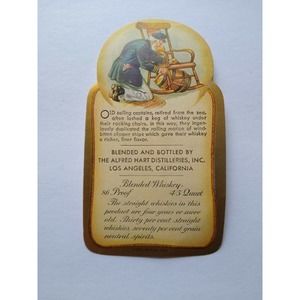 OLD sailing captains, retired from the sea,
often lashed a keg of whiskey under
their rocking chairs. In this way, they ingen-
iously duplicated the rolling motion of wind-
blown clipper ships which gave their whiskey
a richer, finer flavor.
BLENDED AND BOTTLED BY
THE ALFRED HART DISTILLERIES, INC.
LOS ANGELES, CALIFORNIA
Blended Whiskey
86 Proof 4/5 Quart
The straight whiskies in this
product are four years or more
old. Thirty per cent straight
whiskies, seventy per cent grain
neutral spirits.